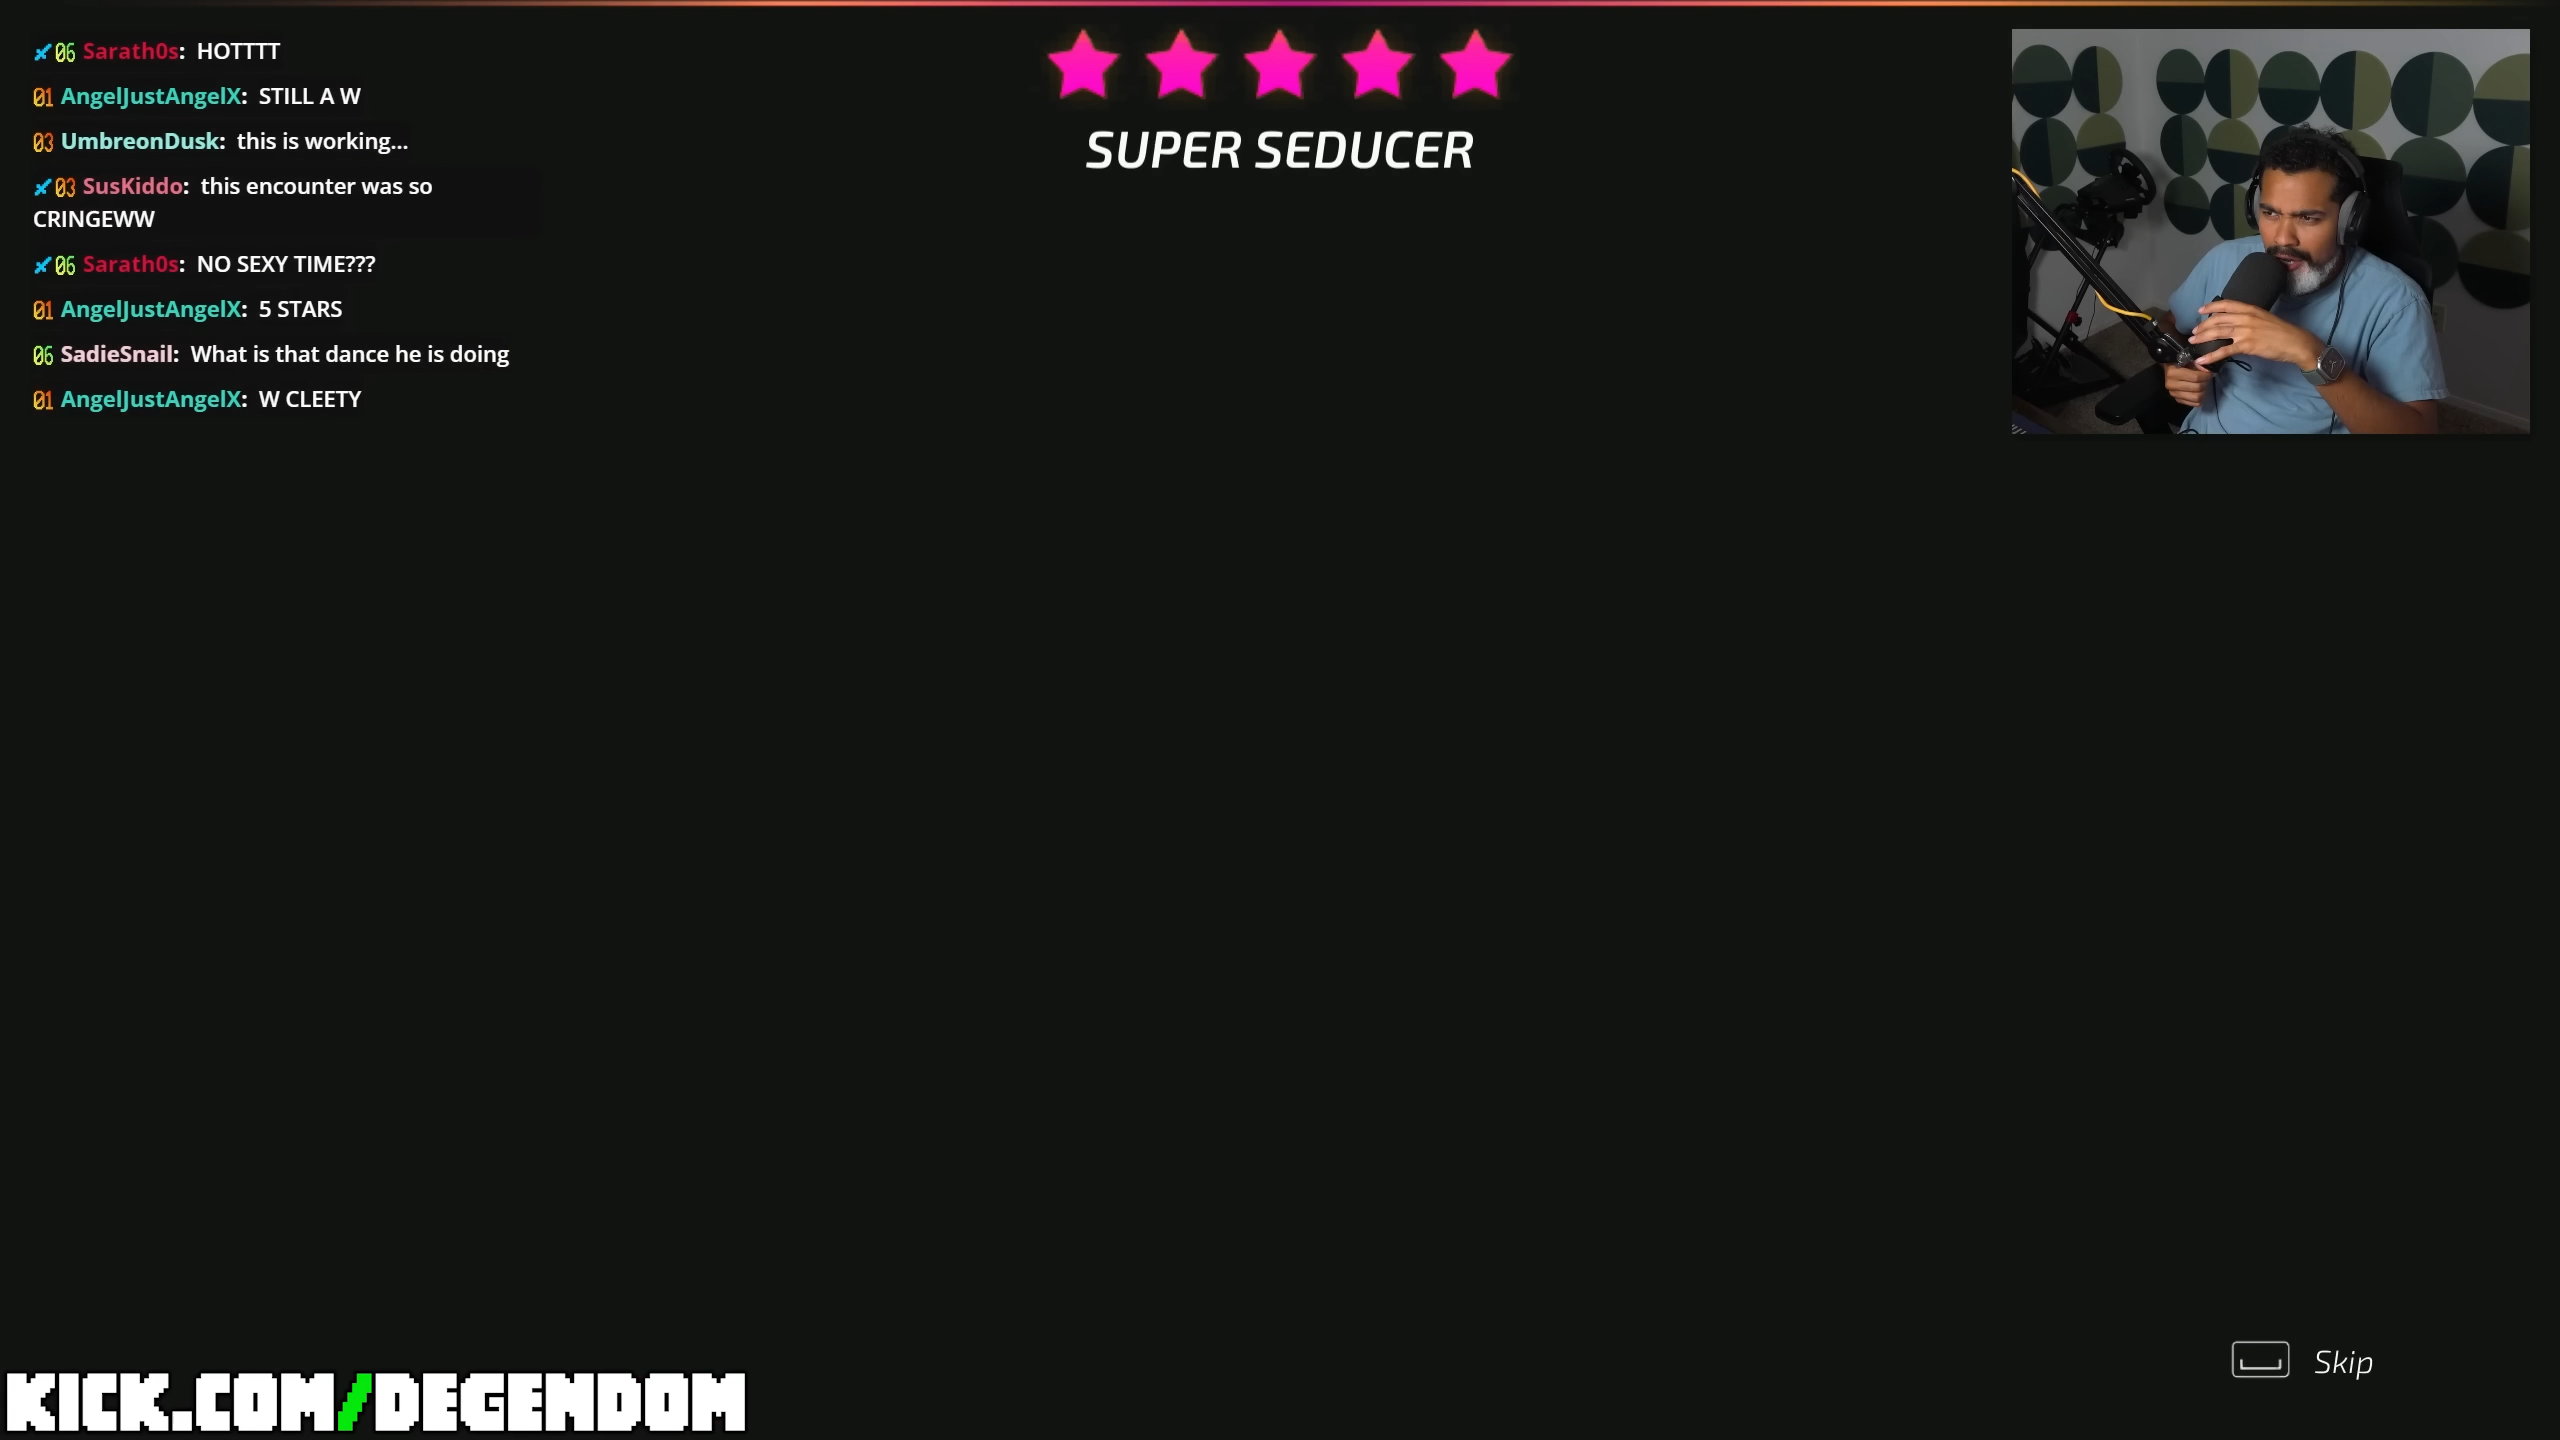 06 Sarath0s: HOTTTT
01 AngelJustAngelX: STILL A W
03 UmbreonDusk: this is working...
03 SusKiddo: this encounter was so
CRINGEWW
06 Sarath0s: NO SEXY TIME???
01 AngelJustAngelX: 5 STARS
06 SadieSnail: What is that dance he is doing
01 AngelJustAngelX: W CLEETY
SUPER SEDUCER
Skip
KICK.COM/DEGENDOM